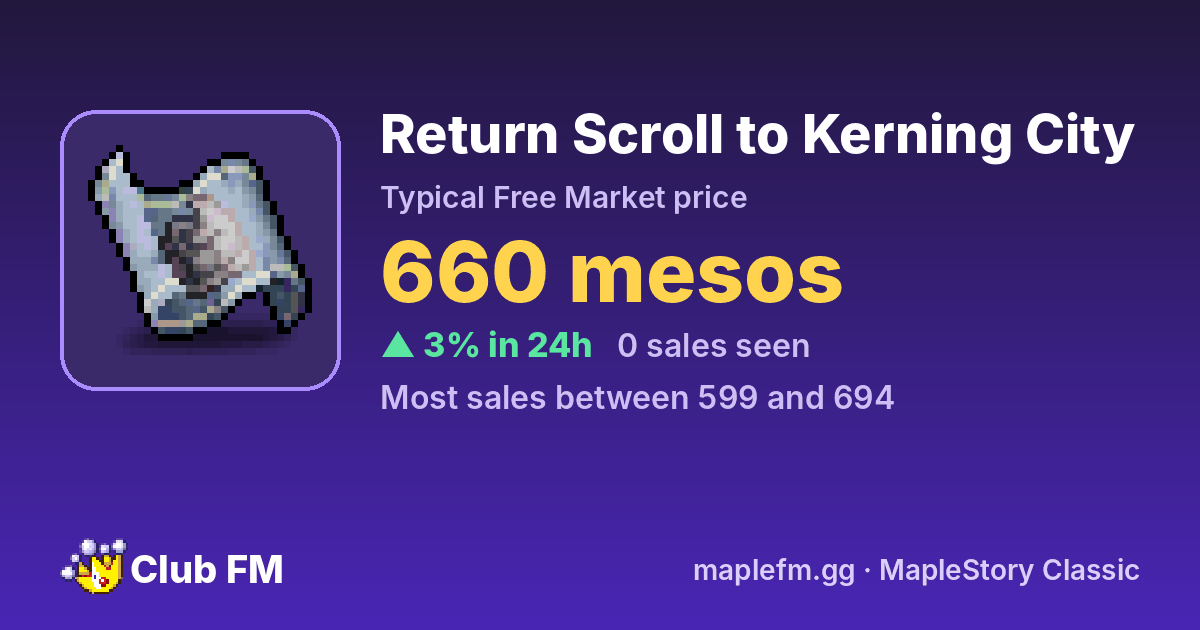 Return Scroll to Kerning City
Typical Free Market price
660 mesos
▲ 3% in 24h 0 sales seen
Most sales between 599 and 694
Club FM
maplefm.gg · MapleStory Classic